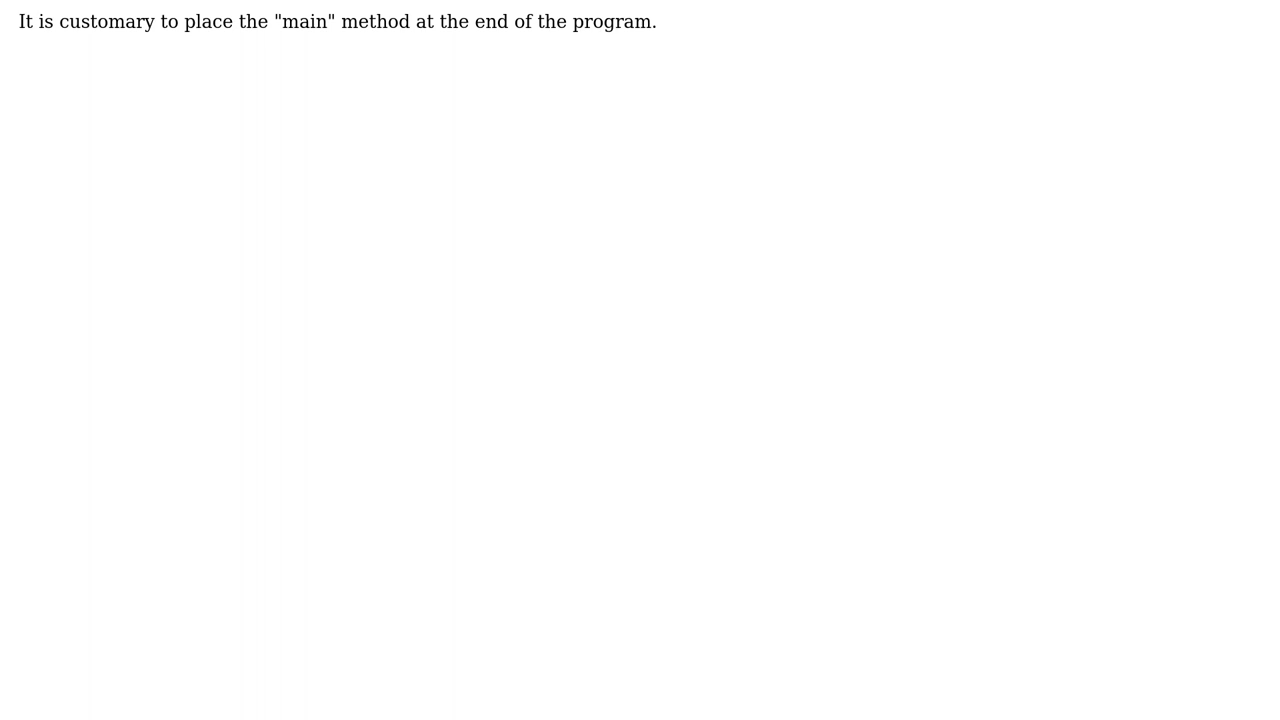 It is customary to place the "main" method at the end of the program.